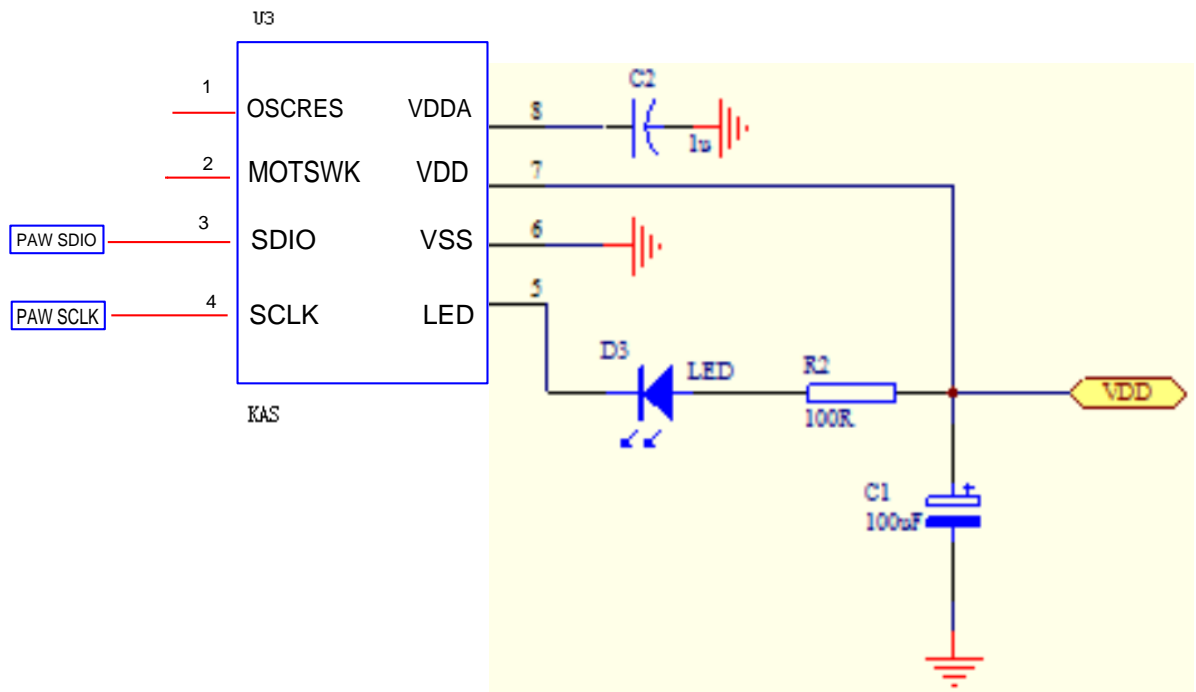 U3
1
OSCRES
VDDA
8
C2
1u
2
MOTSWK
VDD
7
PAW SDIO
3
SDIO
VSS
6
PAW SCLK
4
SCLK
LED
5
D3
LED
R2
100R
VDD
KAS
C1
100uF
+